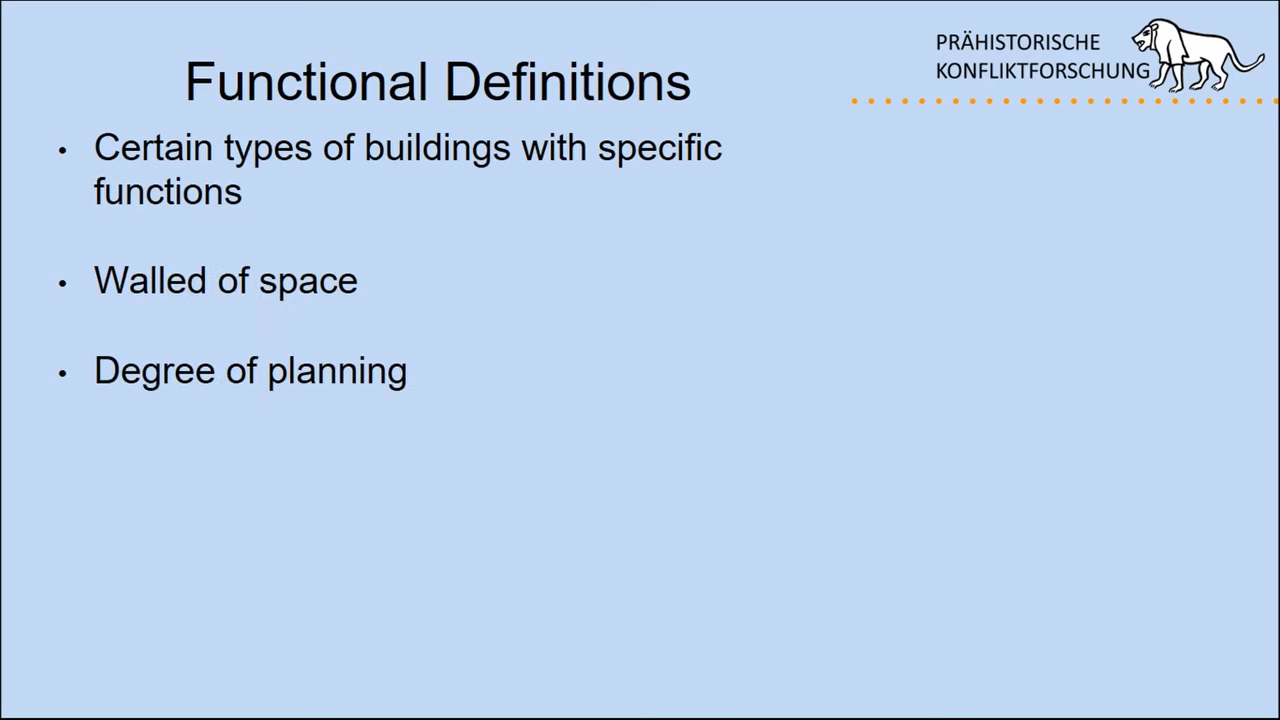 PRÄHISTORISCHE
KONFLIKTFORSCHUNG
Functional Definitions
• Certain types of buildings with specific
functions
• Walled of space
• Degree of planning